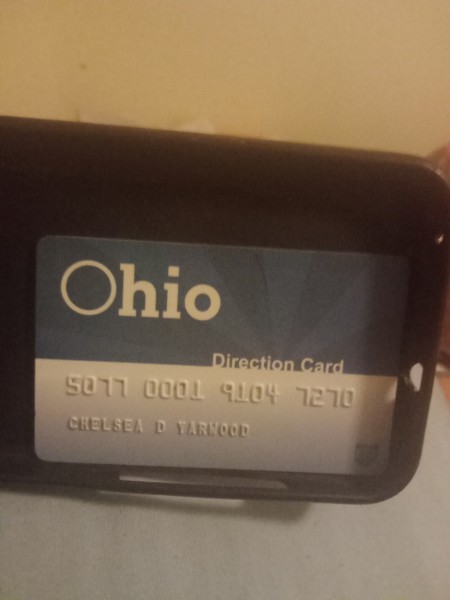 Ohio
Direction Card
5077 0001 9104 7270
CHELSEA D YARWOOD